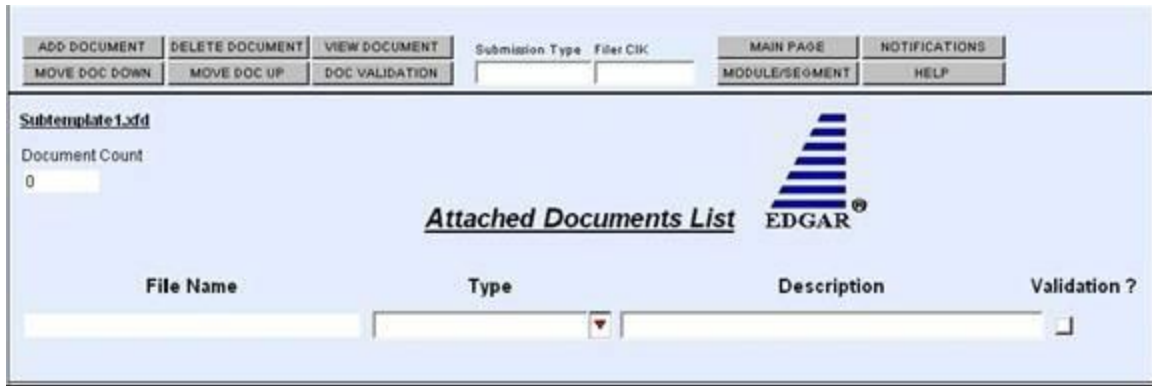 ADD DOCUMENT DELETE DOCUMENT VIEW DOCUMENT Submission Type Filer CIK MAIN PAGE NOTIFICATIONS
MOVE DOC DOWN MOVE DOC UP DOC VALIDATION MODULE/SEGMENT HELP
Subtemplate1.xfd
Document Count
0
Attached Documents List
EDGAR®
File Name Type Description Validation ?